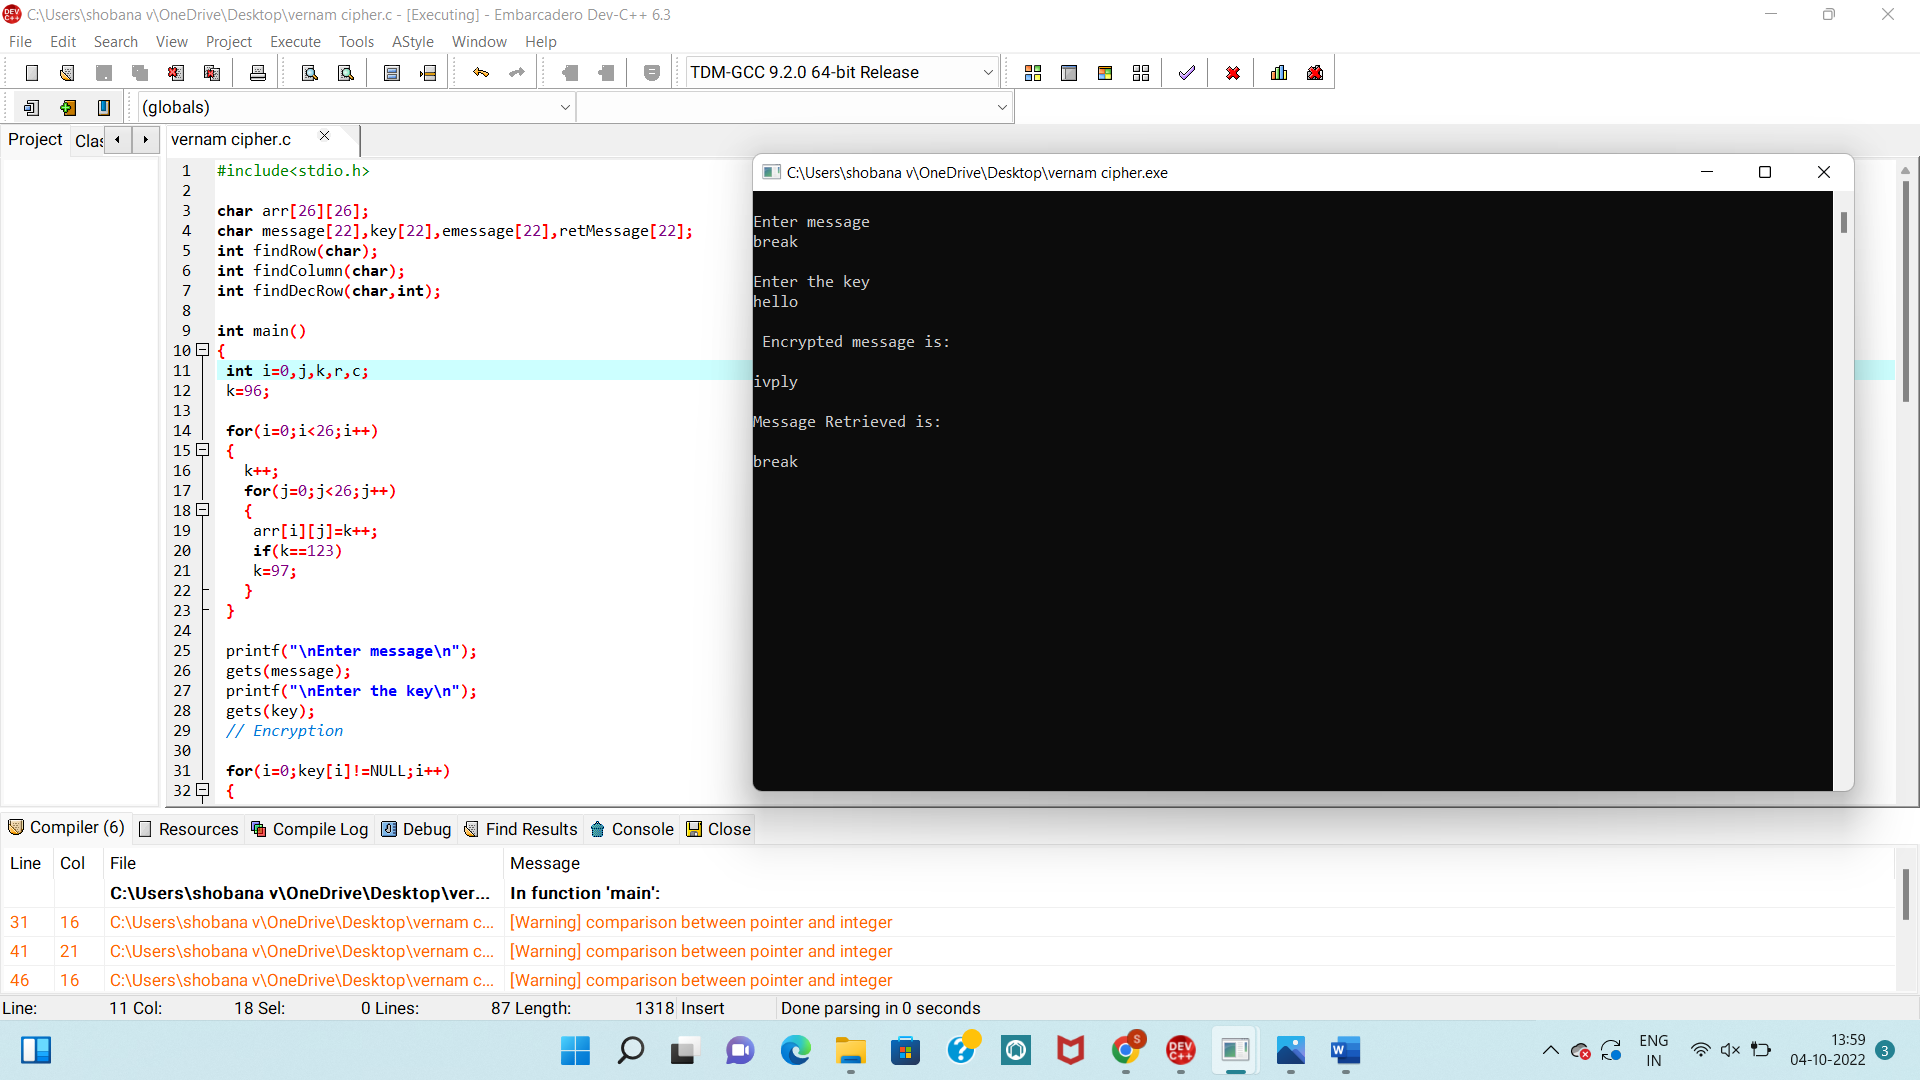 C:\Users\shobana v\OneDrive\Desktop\vernam cipher.c - [Executing] - Embarcadero Dev-C++ 6.3
File Edit Search View Project Execute Tools AStyle Window Help
TDM-GCC 9.2.0 64-bit Release
(globals)
Project Clas vernam cipher.c
1 #include<stdio.h>
2
3 char arr[26][26];
4 char message[22],key[22],emessage[22],retMessage[22];
5 int findRow(char);
6 int findColumn(char);
7 int findDecRow(char,int);
8
9 int main()
10 {
11 int i=0,j,k,r,c;
12 k=96;
13
14 for(i=0;i<26;i++)
15 {
16 k++;
17 for(j=0;j<26;j++)
18 {
19 arr[i][j]=k++;
20 if(k==123)
21 k=97;
22 }
23 }
24
25 printf("\nEnter message\n");
26 gets(message);
27 printf("\nEnter the key\n");
28 gets(key);
29 // Encryption
30
31 for(i=0;key[i]!=NULL;i++)
32 {
C:\Users\shobana v\OneDrive\Desktop\vernam cipher.exe
Enter message
break
Enter the key
hello
Encrypted message is:
ivply
Message Retrieved is:
break
Compiler (6) Resources Compile Log Debug Find Results Console Close
Line Col File Message
C:\Users\shobana v\OneDrive\Desktop\ver... In function 'main':
31 16 C:\Users\shobana v\OneDrive\Desktop\vernam c... [Warning] comparison between pointer and integer
41 21 C:\Users\shobana v\OneDrive\Desktop\vernam c... [Warning] comparison between pointer and integer
46 16 C:\Users\shobana v\OneDrive\Desktop\vernam c... [Warning] comparison between pointer and integer
Line: 11 Col: 18 Sel: 0 Lines: 87 Length: 1318 Insert Done parsing in 0 seconds
S
DEV C++
W
ENG
IN
13:59
04-10-2022
3